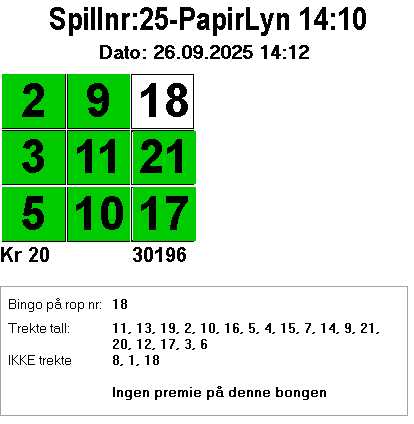 Spillnr:25-PapirLyn 14:10
Dato: 26.09.2025 14:12
2 9 18
3 11 21
5 10 17
Kr 20 30196
Bingo på rop nr: 18
Trekte tall: 11, 13, 19, 2, 10, 16, 5, 4, 15, 7, 14, 9, 21,
20, 12, 17, 3, 6
IKKE trekte 8, 1, 18
Ingen premie på denne bongen